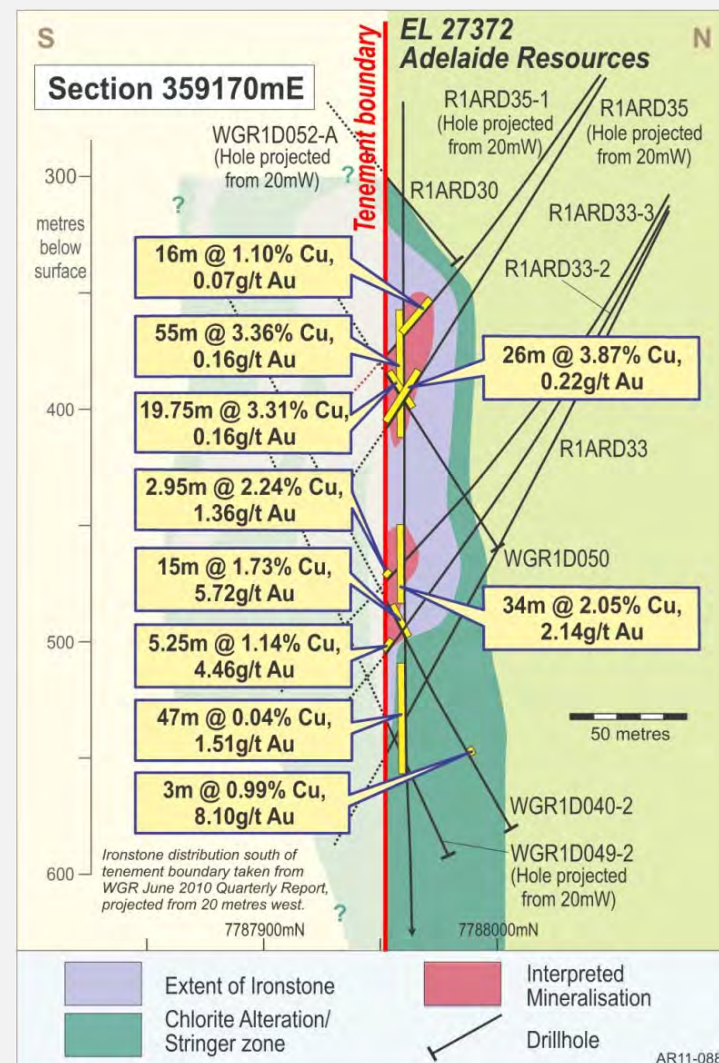 S
EL 27372
Adelaide Resources
N
Section 359170mE
Tenement boundary
R1ARD35-1
(Hole projected
from 20mW)
R1ARD35
(Hole projected
from 20mW)
WGR1D052-A
(Hole projected
from 20mW)
R1ARD30
R1ARD33-3
R1ARD33-2
300
metres
below
surface
?
?
16m @ 1.10% Cu,
0.07g/t Au
55m @ 3.36% Cu,
0.16g/t Au
26m @ 3.87% Cu,
0.22g/t Au
400
19.75m @ 3.31% Cu,
0.16g/t Au
R1ARD33
2.95m @ 2.24% Cu,
1.36g/t Au
WGR1D050
15m @ 1.73% Cu,
5.72g/t Au
34m @ 2.05% Cu,
2.14g/t Au
500
5.25m @ 1.14% Cu,
4.46g/t Au
47m @ 0.04% Cu,
1.51g/t Au
50 metres
3m @ 0.99% Cu,
8.10g/t Au
WGR1D040-2
WGR1D049-2
(Hole projected
from 20mW)
Ironstone distribution south of
tenement boundary taken from
WGR June 2010 Quarterly Report,
projected from 20 metres west.
600
?
7787900mN
7788000mN
Extent of Ironstone
Interpreted
Mineralisation
Chlorite Alteration/
Stringer zone
Drillhole
AR11-088